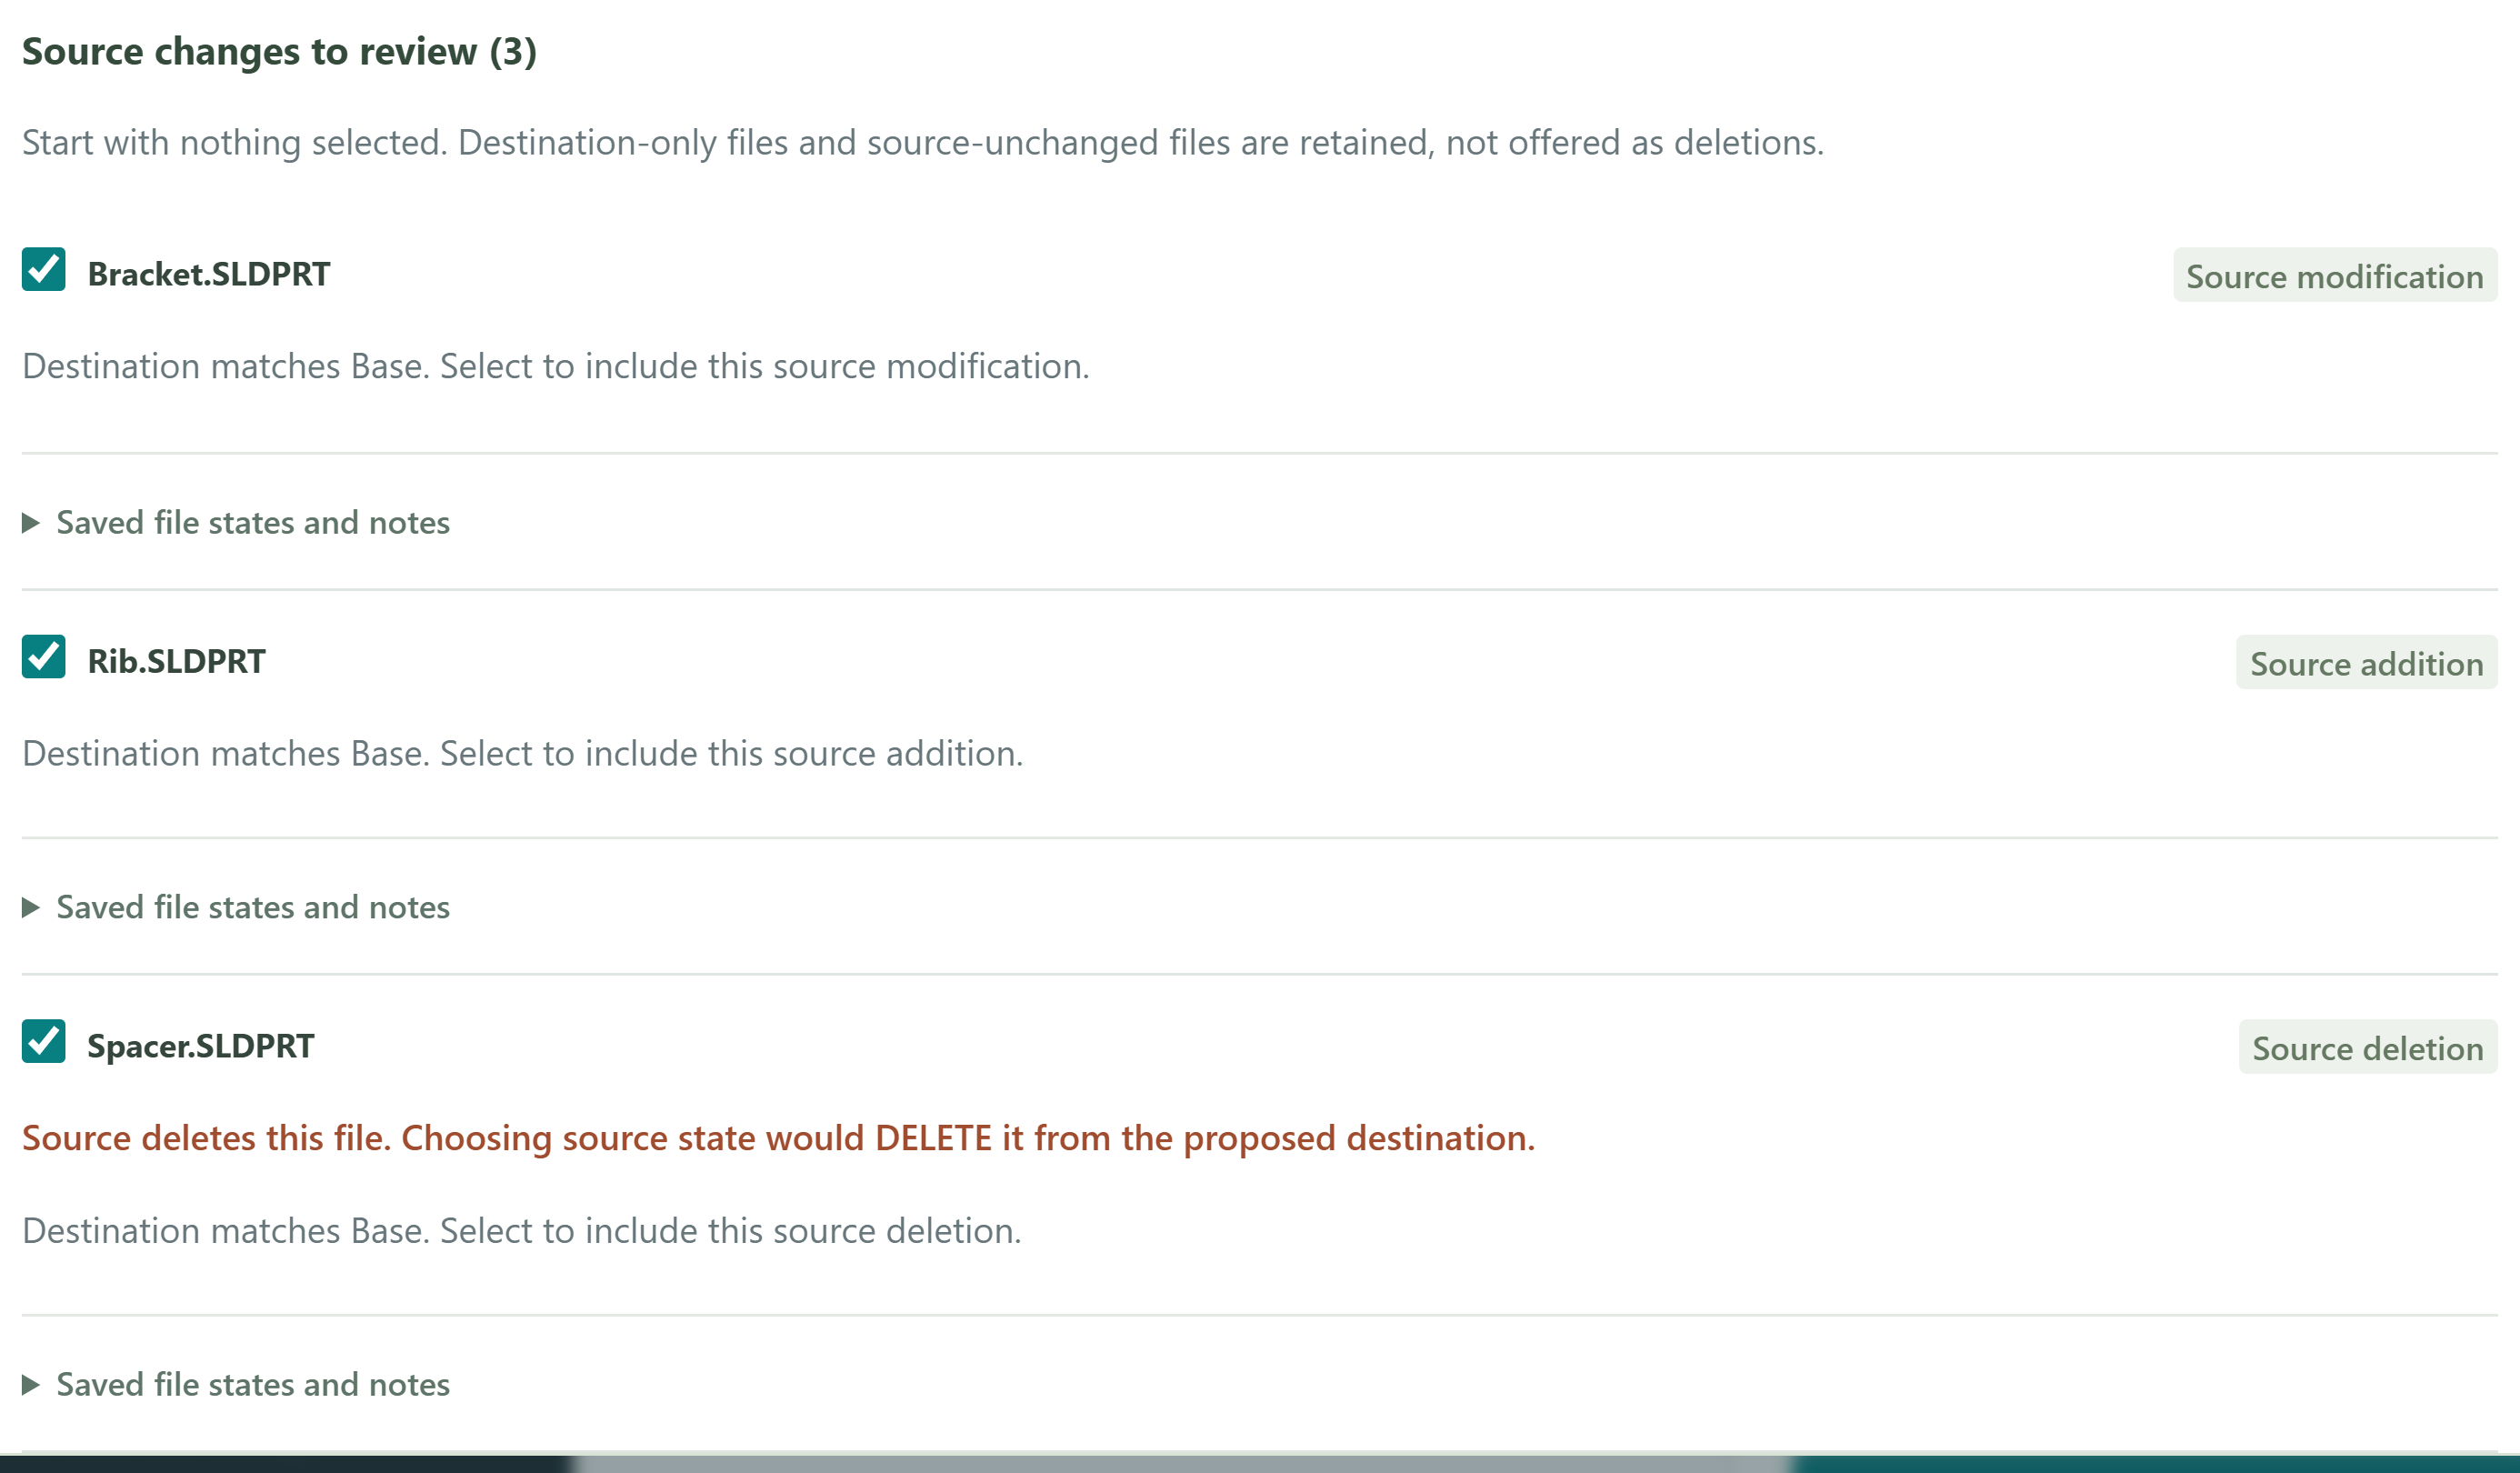 Source changes to review (3)
Start with nothing selected. Destination-only files and source-unchanged files are retained, not offered as deletions.
Bracket.SLDPRT
Source modification
Destination matches Base. Select to include this source modification.
Saved file states and notes
Rib.SLDPRT
Source addition
Destination matches Base. Select to include this source addition.
Saved file states and notes
Spacer.SLDPRT
Source deletion
Source deletes this file. Choosing source state would DELETE it from the proposed destination.
Destination matches Base. Select to include this source deletion.
Saved file states and notes